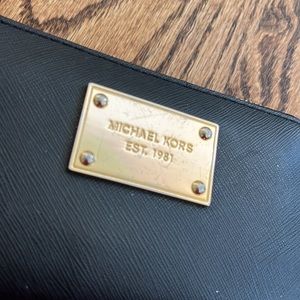 MICHAEL KORS
EST. 1981